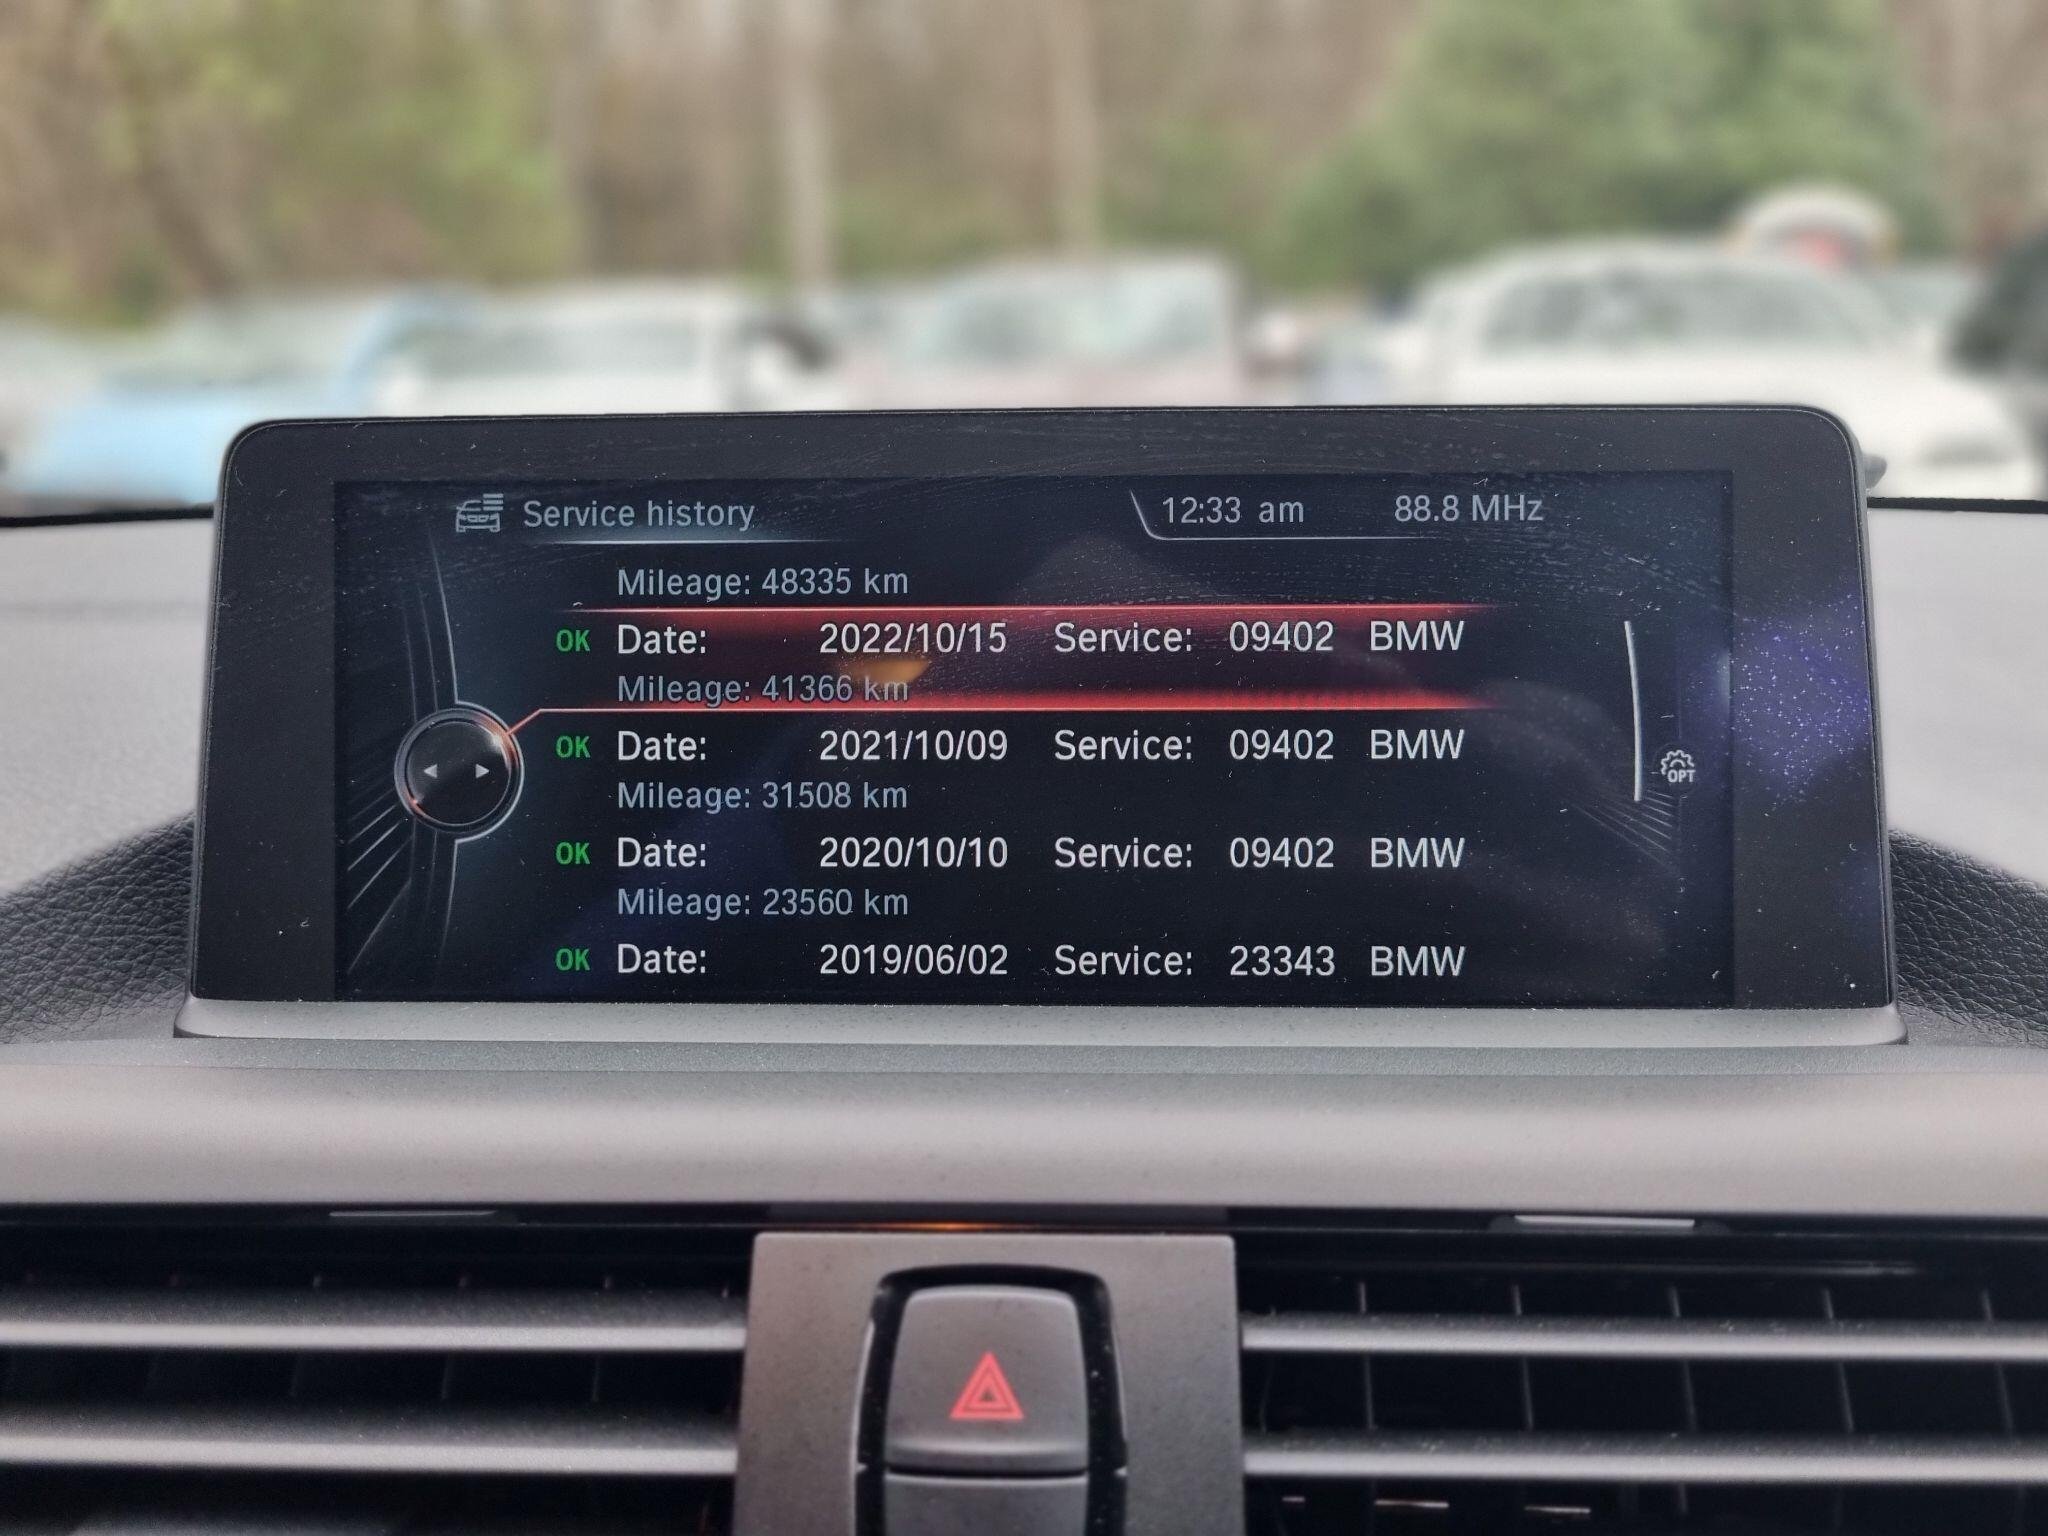 Service history 12:33 am 88.8 MHz
Mileage: 48335 km
OK Date: 2022/10/15 Service: 09402 BMW
Mileage: 41366 km
OK Date: 2021/10/09 Service: 09402 BMW
Mileage: 31508 km
OPT
OK Date: 2020/10/10 Service: 09402 BMW
Mileage: 23560 km
OK Date: 2019/06/02 Service: 23343 BMW